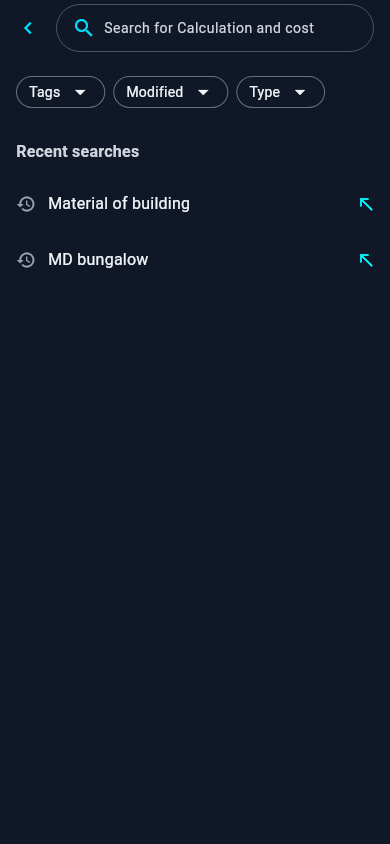 Search for Calculation and cost
Tags Modified Type
Recent searches
Material of building
MD bungalow